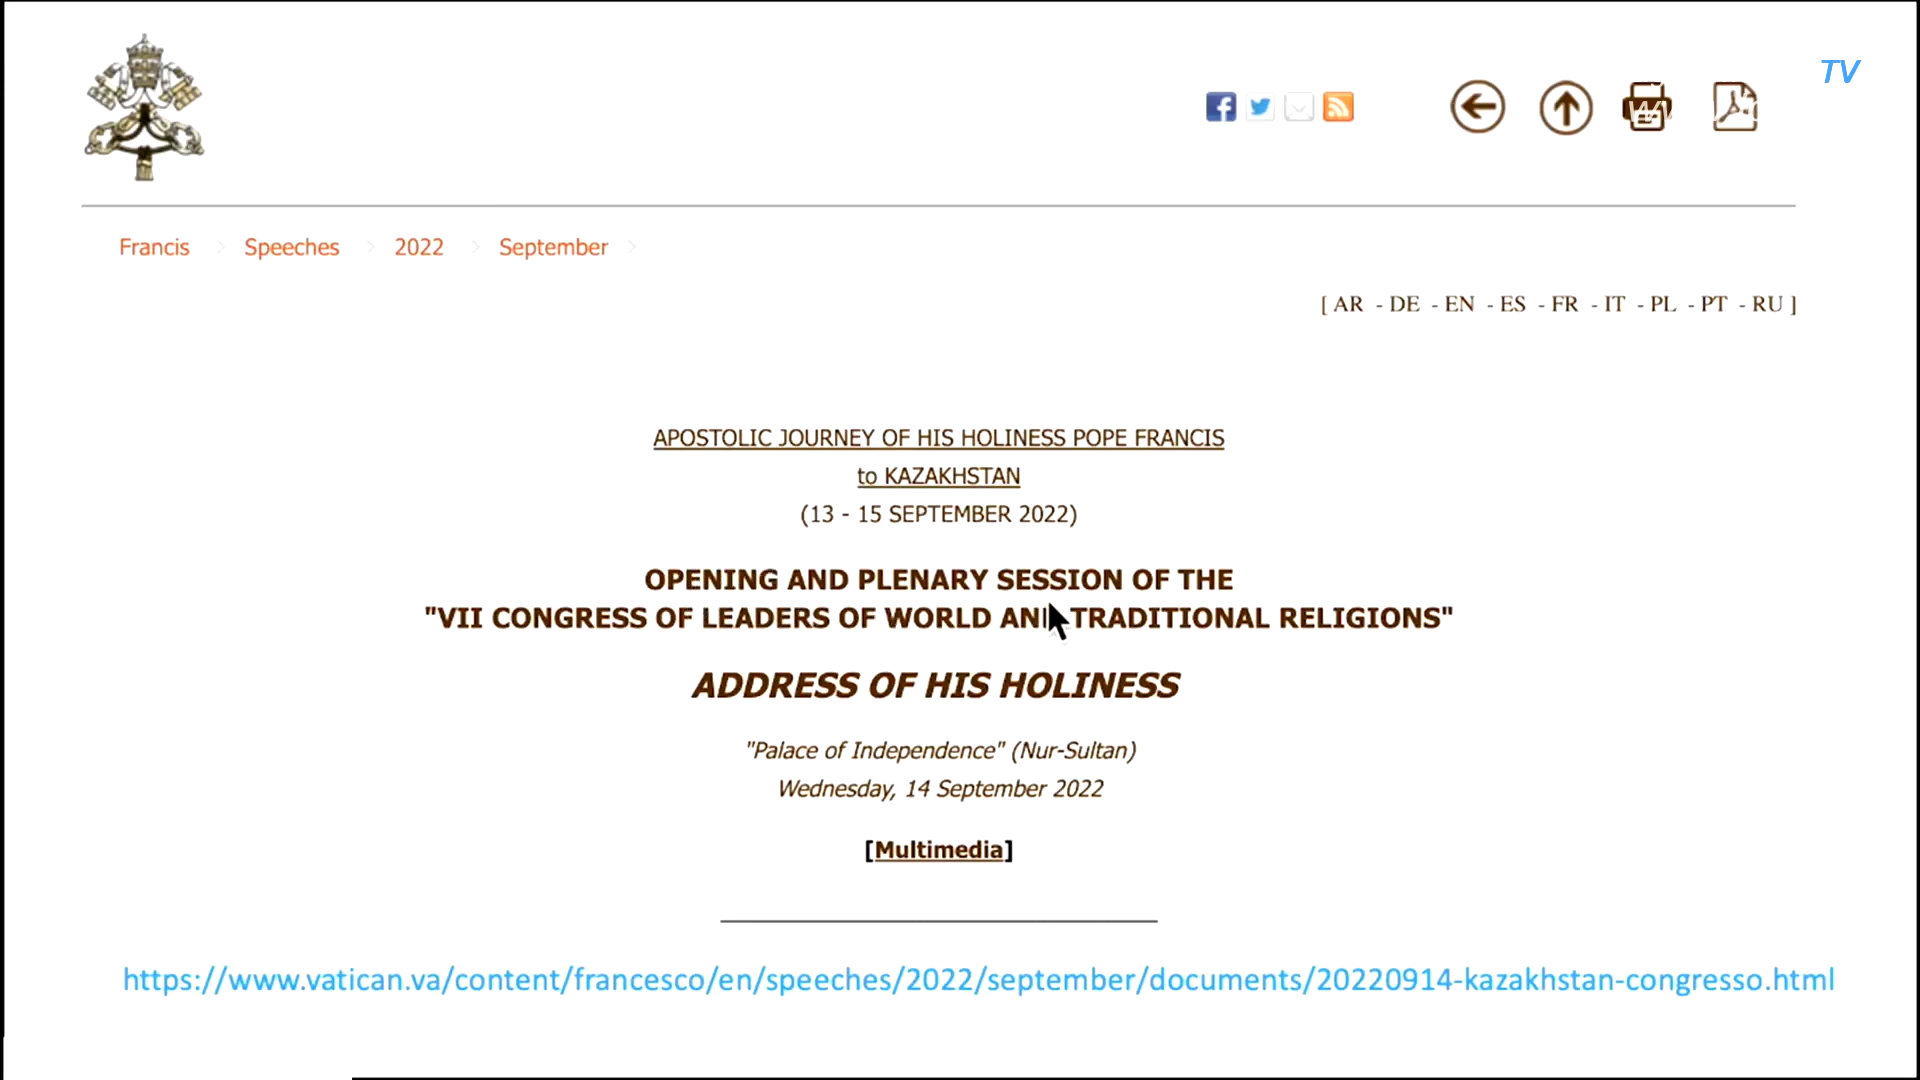 TV
Francis > Speeches > 2022 > September >
[ AR - DE - EN - ES - FR - IT - PL - PT - RU ]
APOSTOLIC JOURNEY OF HIS HOLINESS POPE FRANCIS
to KAZAKHSTAN
(13 - 15 SEPTEMBER 2022)
OPENING AND PLENARY SESSION OF THE
"VII CONGRESS OF LEADERS OF WORLD AND TRADITIONAL RELIGIONS"
ADDRESS OF HIS HOLINESS
"Palace of Independence" (Nur-Sultan)
Wednesday, 14 September 2022
[Multimedia]
https://www.vatican.va/content/francesco/en/speeches/2022/september/documents/20220914-kazakhstan-congresso.html